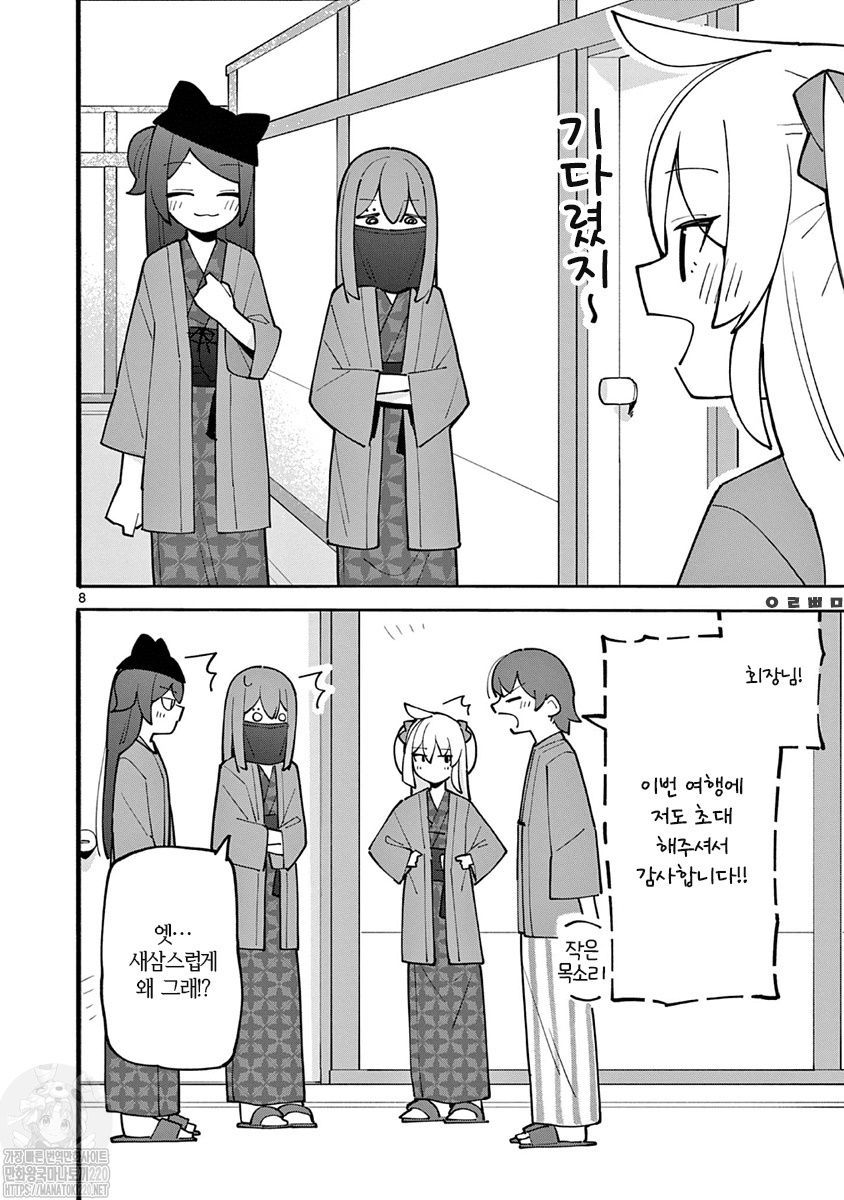 기다렸지~
8
ㅇㄹㅃㅁ
회장님!
이번 여행에
저도 초대
해주셔서
감사합니다!!
작은
목소리
엣…
새삼스럽게
왜 그래!?
가장 빠른 번역만화사이트
만화왕국마나토끼220
HTTPS://MANATOKI220.NET